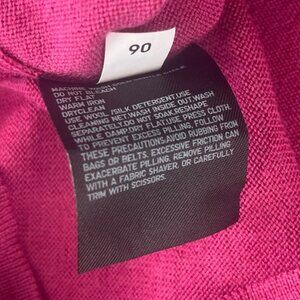 90
MACHINE WASH
DO NOT BLEACH
DRY FLAT
WARM IRON
DRYCLEAN
USE WOOL /SILK DETERGENT.USE
CLEANING NET.WASH INSIDE OUT.WASH
SEPARATELY.DO NOT SOAK.RESHAPE
WHILE DAMP.DRY FLAT.USE PRESS CLOTH.
TO PREVENT EXCESS PILLING, FOLLOW
THESE PRECAUTIONS.AVOID RUBBING FROM
BAGS OR BELTS. EXCESSIVE FRICTION CAN
EXACERBATE PILLING. REMOVE PILLING
WITH A FABRIC SHAVER, OR CAREFULLY
TRIM WITH SCISSORS.